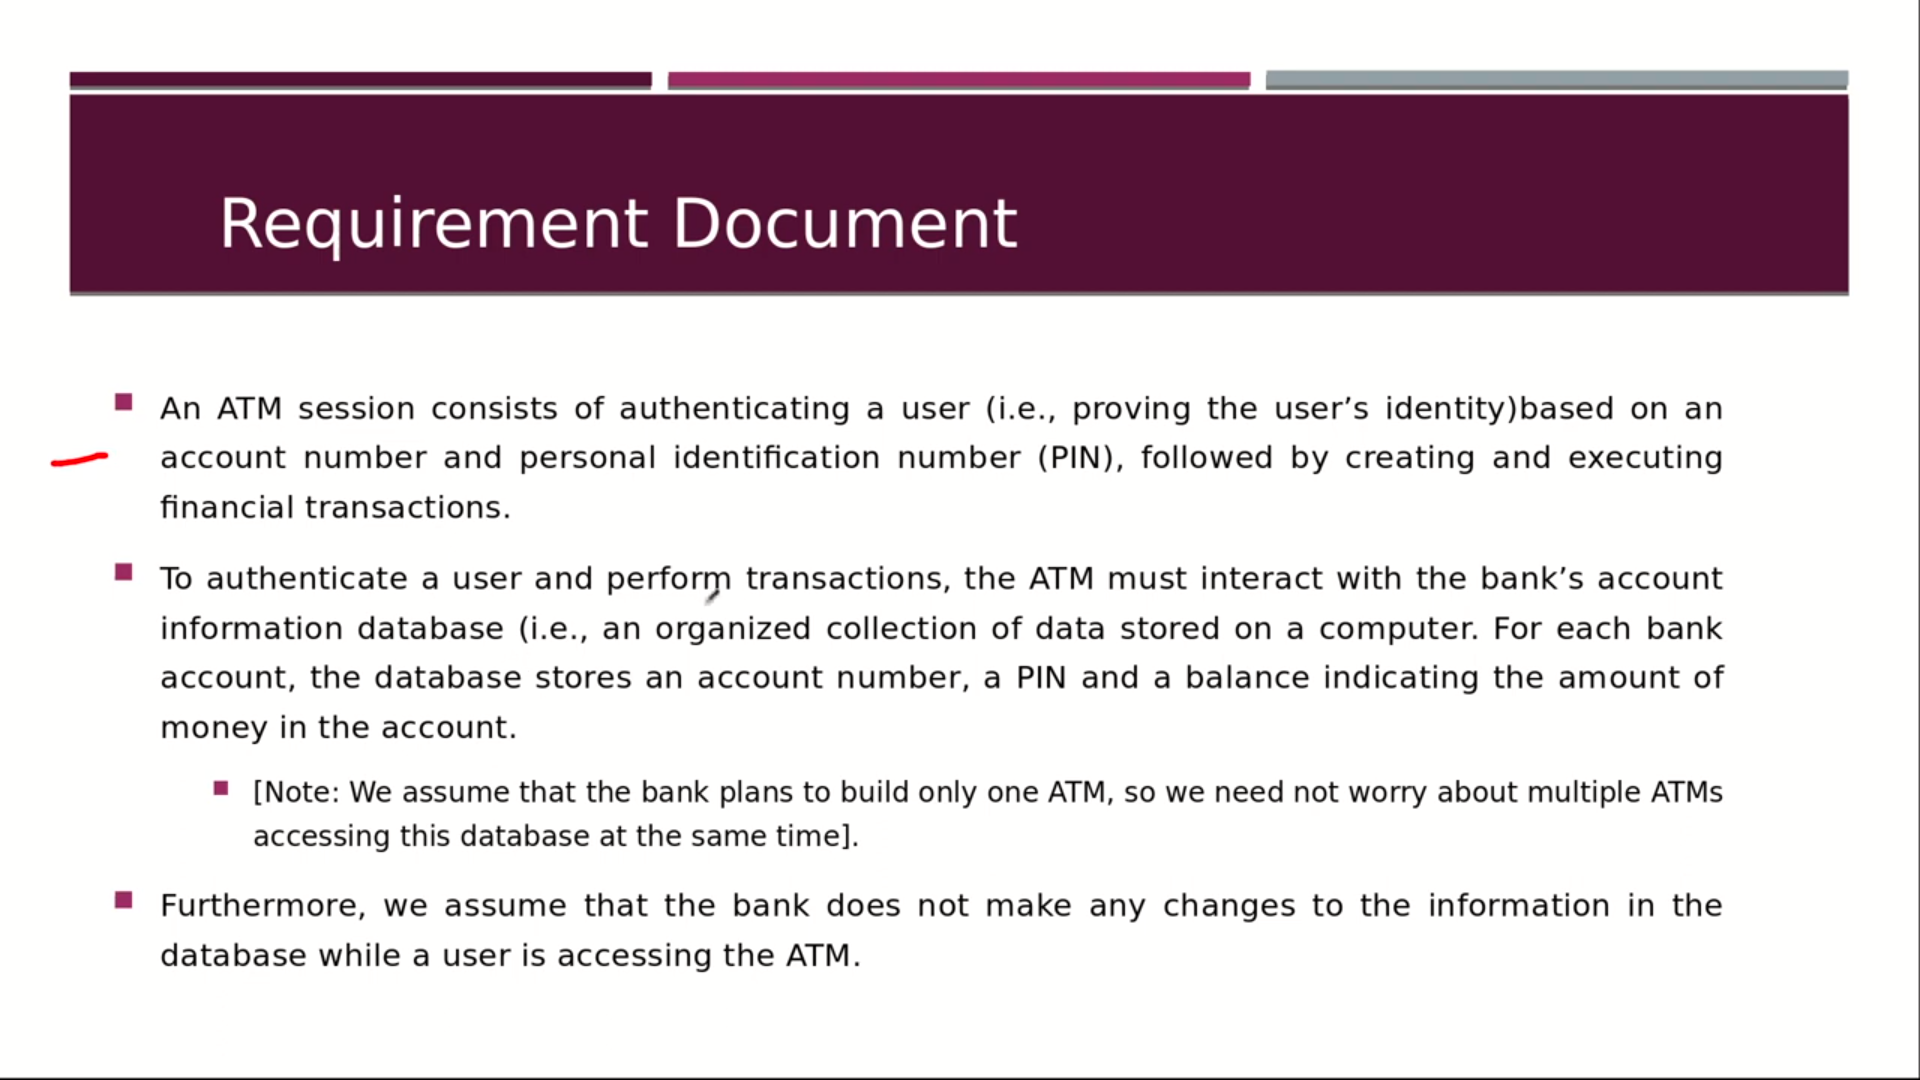 Requirement Document
An ATM session consists of authenticating a user (i.e., proving the user’s identity)based on an
account number and personal identification number (PIN), followed by creating and executing
financial transactions.
To authenticate a user and perform transactions, the ATM must interact with the bank’s account
information database (i.e., an organized collection of data stored on a computer. For each bank
account, the database stores an account number, a PIN and a balance indicating the amount of
money in the account.
[Note: We assume that the bank plans to build only one ATM, so we need not worry about multiple ATMs
accessing this database at the same time].
Furthermore, we assume that the bank does not make any changes to the information in the
database while a user is accessing the ATM.